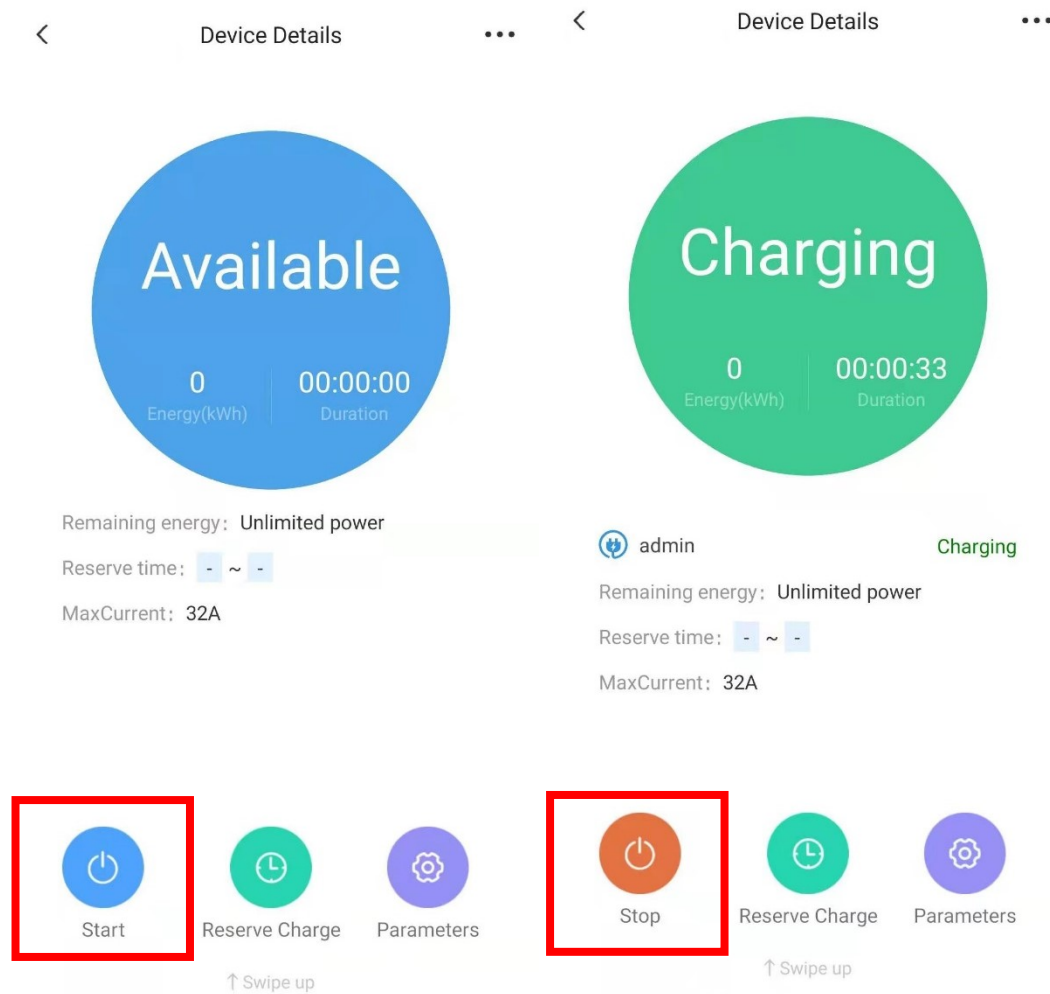 Device Details
Available
0 00:00:00
Energy(kWh) Duration
Remaining energy: Unlimited power
Reserve time: - ~ -
MaxCurrent: 32A
Start Reserve Charge Parameters
↑ Swipe up
Device Details
Charging
0 00:00:33
Energy(kWh) Duration
admin Charging
Remaining energy: Unlimited power
Reserve time: - ~ -
MaxCurrent: 32A
Stop Reserve Charge Parameters
↑ Swipe up